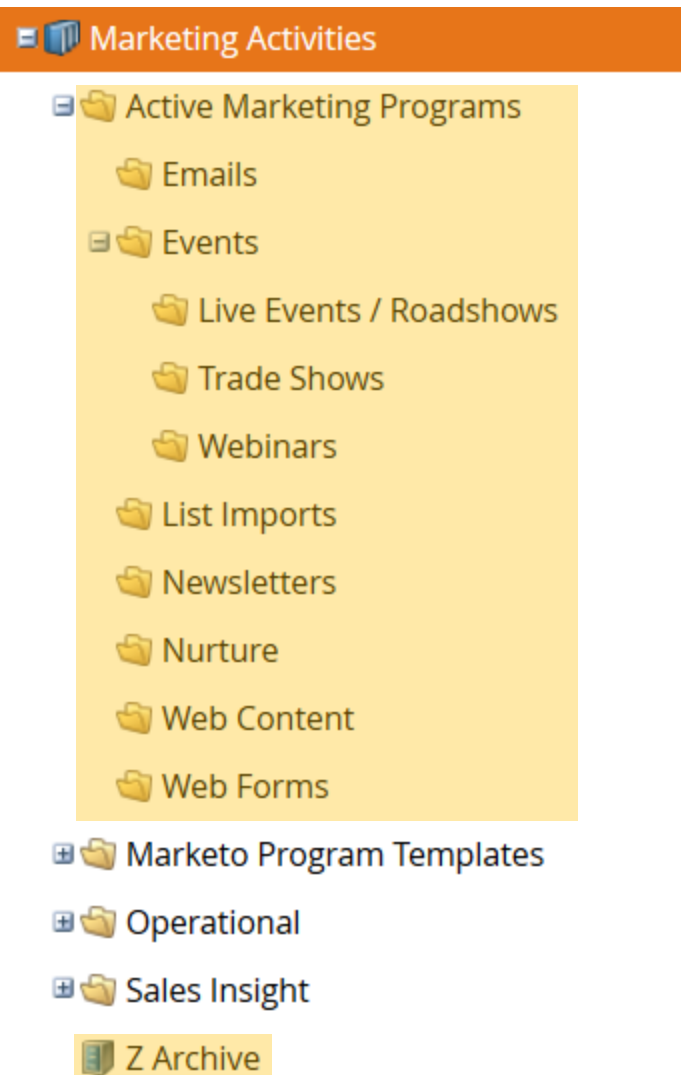 Marketing Activities
Active Marketing Programs
Emails
Events
Live Events / Roadshows
Trade Shows
Webinars
List Imports
Newsletters
Nurture
Web Content
Web Forms
Marketo Program Templates
Operational
Sales Insight
Z Archive